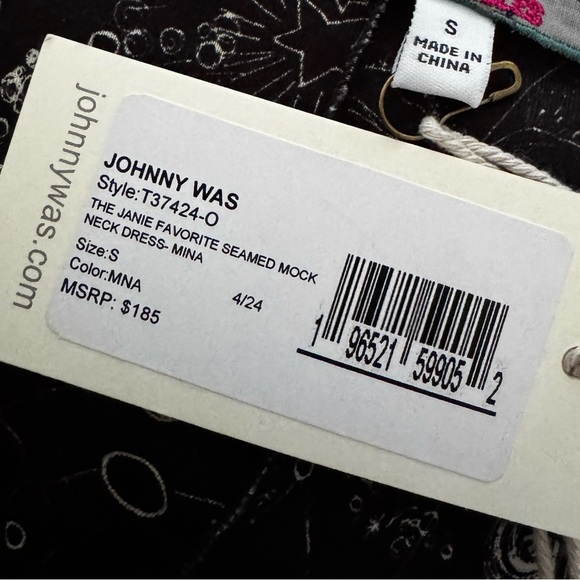 S
MADE IN
CHINA
johnnywas.com
JOHNNY WAS
Style:T37424-O
THE JANIE FAVORITE SEAMED MOCK
NECK DRESS- MINA
Size:S
Color:MNA
4/24
MSRP: $185
1 96521 59905 2